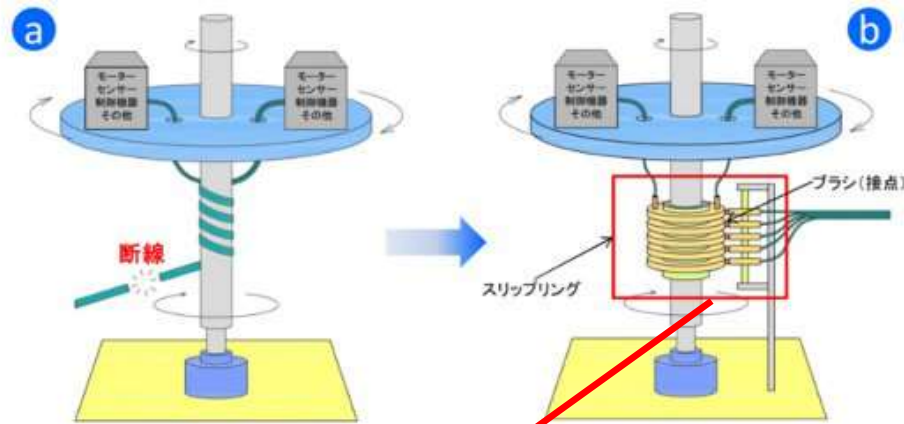 a
モーター
センサー
制御機器
その他
モーター
センサー
制御機器
その他
断線
b
モーター
センサー
制御機器
その他
モーター
センサー
制御機器
その他
ブラシ(接点)
スリップリング